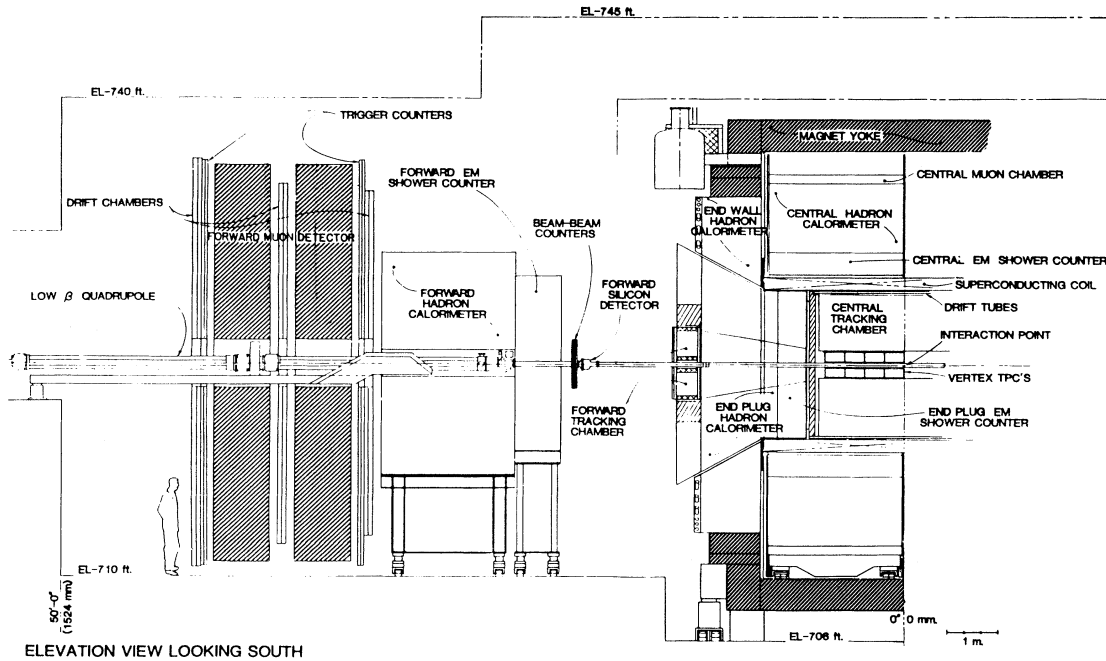 EL-745 ft.
EL-740 ft.
TRIGGER COUNTERS
MAGNET YOKE
FORWARD EM
SHOWER COUNTER
CENTRAL MUON CHAMBER
DRIFT CHAMBERS
FORWARD MUON DETECTOR
BEAM-BEAM
COUNTERS
END WALL
HADRON
CALORIMETER
CENTRAL HADRON
CALORIMETER
CENTRAL EM SHOWER COUNTER
LOW β QUADRUPOLE
FORWARD
HADRON
CALORIMETER
FORWARD
SILICON
DETECTOR
SUPERCONDUCTING COIL
DRIFT TUBES
CENTRAL
TRACKING
CHAMBER
INTERACTION POINT
VERTEX TPC'S
FORWARD
TRACKING
CHAMBER
END PLUG
HADRON
CALORIMETER
END PLUG EM
SHOWER COUNTER
EL-710 ft.
50'-0"
(1524 mm)
0" 0 mm.
EL-706 ft.
1 m.
ELEVATION VIEW LOOKING SOUTH